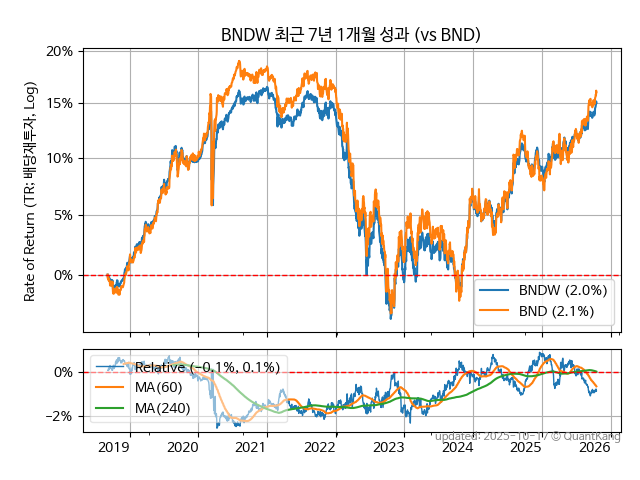 BNDW 최근 7년 1개월 성과 (vs BND)
Rate of Return (TR: 배당재투자, Log)
20%
15%
10%
5%
0%
BNDW (2.0%)
BND (2.1%)
0%
−2%
Relative (−0.1%, 0.1%)
MA(60)
MA(240)
updated: 2025-10-17 © QuantKang
2019 2020 2021 2022 2023 2024 2025 2026